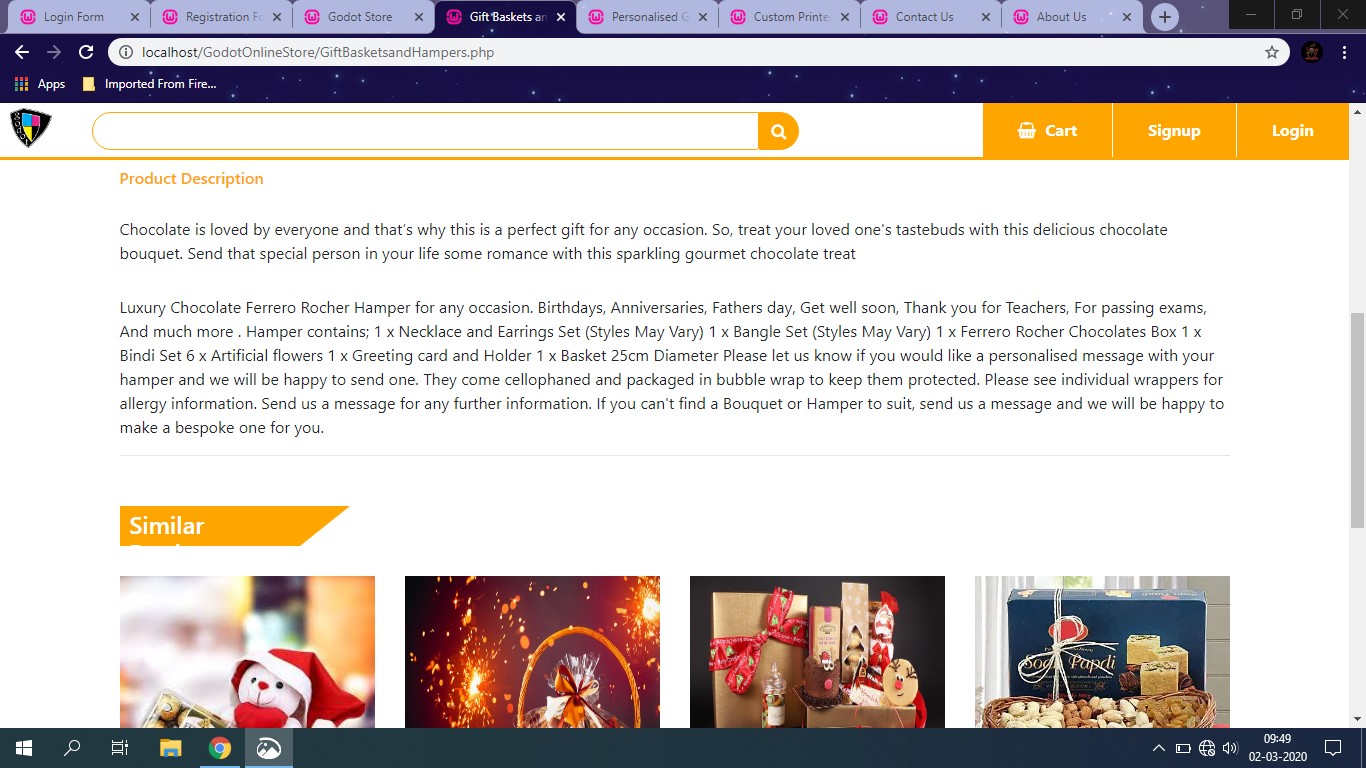 Login Form
Registration Fo
Godot Store
Gift Baskets an
Personalised G
Custom Printe
Contact Us
About Us
localhost/GodotOnlineStore/GiftBasketsandHampers.php
Apps
Imported From Fire...
Cart
Signup
Login
Product Description
Chocolate is loved by everyone and that's why this is a perfect gift for any occasion. So, treat your loved one's tastebuds with this delicious chocolate
bouquet. Send that special person in your life some romance with this sparkling gourmet chocolate treat
Luxury Chocolate Ferrero Rocher Hamper for any occasion. Birthdays, Anniversaries, Fathers day, Get well soon, Thank you for Teachers, For passing exams,
And much more . Hamper contains; 1 x Necklace and Earrings Set (Styles May Vary) 1 x Bangle Set (Styles May Vary) 1 x Ferrero Rocher Chocolates Box 1 x
Bindi Set 6 x Artificial flowers 1 x Greeting card and Holder 1 x Basket 25cm Diameter Please let us know if you would like a personalised message with your
hamper and we will be happy to send one. They come cellophaned and packaged in bubble wrap to keep them protected. Please see individual wrappers for
allergy information. Send us a message for any further information. If you can't find a Bouquet or Hamper to suit, send us a message and we will be happy to
make a bespoke one for you.
Similar
Papdi
09:49
02-03-2020